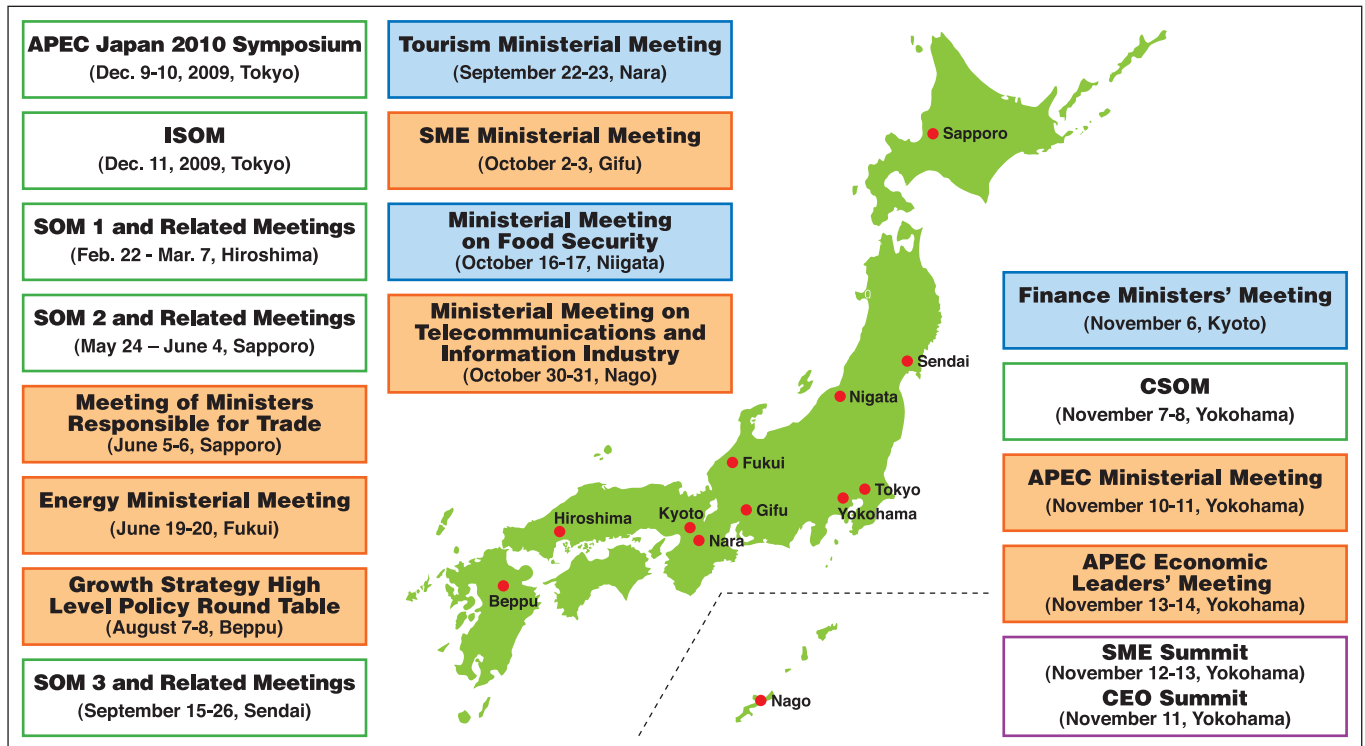 APEC Japan 2010 Symposium
(Dec. 9-10, 2009, Tokyo)
ISOM
(Dec. 11, 2009, Tokyo)
SOM 1 and Related Meetings
(Feb. 22 - Mar. 7, Hiroshima)
SOM 2 and Related Meetings
(May 24 – June 4, Sapporo)
Meeting of Ministers
Responsible for Trade
(June 5-6, Sapporo)
Energy Ministerial Meeting
(June 19-20, Fukui)
Growth Strategy High
Level Policy Round Table
(August 7-8, Beppu)
SOM 3 and Related Meetings
(September 15-26, Sendai)
Tourism Ministerial Meeting
(September 22-23, Nara)
SME Ministerial Meeting
(October 2-3, Gifu)
Ministerial Meeting
on Food Security
(October 16-17, Niigata)
Ministerial Meeting on
Telecommunications and
Information Industry
(October 30-31, Nago)
Sapporo
Sendai
Nigata
Fukui
Tokyo
Yokohama
Gifu
Kyoto
Nara
Hiroshima
Beppu
Nago
Finance Ministers' Meeting
(November 6, Kyoto)
CSOM
(November 7-8, Yokohama)
APEC Ministerial Meeting
(November 10-11, Yokohama)
APEC Economic
Leaders' Meeting
(November 13-14, Yokohama)
SME Summit
(November 12-13, Yokohama)
CEO Summit
(November 11, Yokohama)